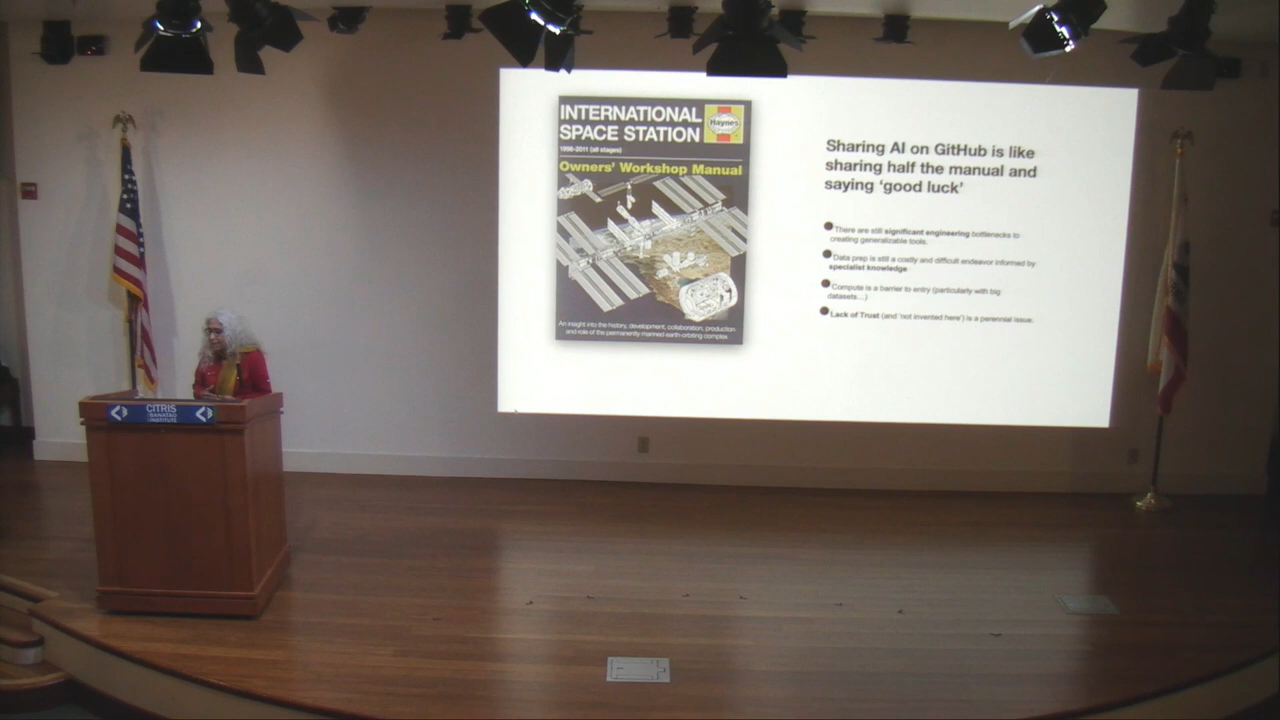 INTERNATIONAL
SPACE STATION
Haynes
1998-2011 (all stages)
Owners' Workshop Manual
An insight into the history, development, collaboration, production
and role of the permanently manned earth-orbiting complex
Sharing AI on GitHub is like
sharing half the manual and
saying ‘good luck’
There are still significant engineering bottlenecks to
creating generalizable tools.
Data prep is still a costly and difficult endeavor informed by
specialist knowledge.
Compute is a barrier to entry (particularly with big
datasets…)
Lack of Trust (and ‘not invented here’) is a perennial issue.
CITRIS
BANATAO
INSTITUTE